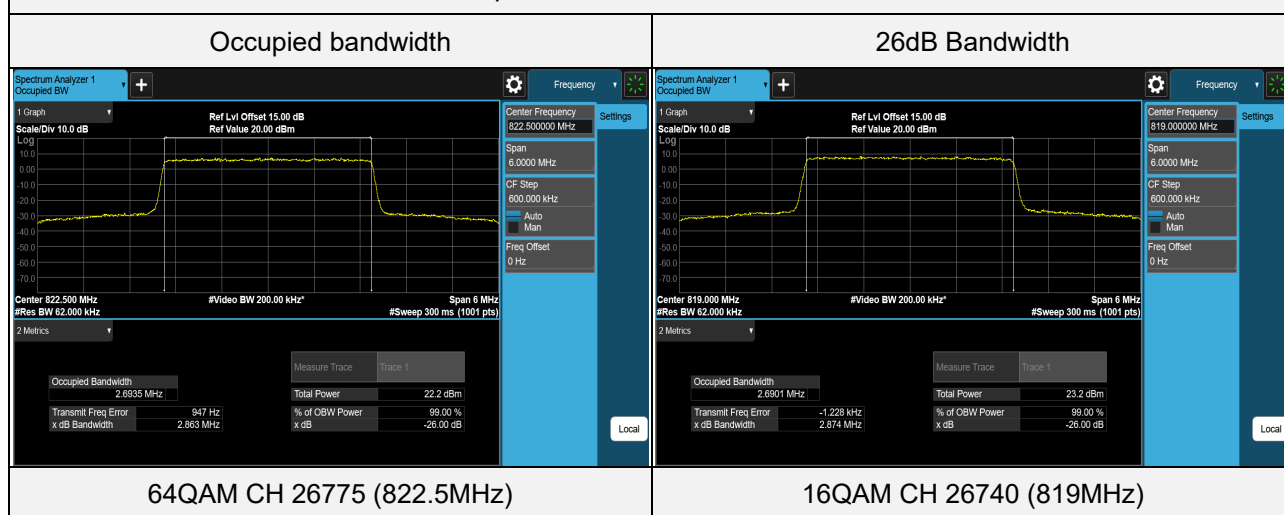 Occupied bandwidth
26dB Bandwidth
Spectrum Analyzer 1
Occupied BW
+
Frequency
1 Graph
Scale/Div 10.0 dB
Ref Lvl Offset 15.00 dB
Ref Value 20.00 dBm
Log
10.0
0.00
-10.0
-20.0
-30.0
-40.0
-50.0
-60.0
-70.0
Center 822.500 MHz
#Video BW 200.00 kHz*
Span 6 MHz
#Res BW 62.000 kHz
#Sweep 300 ms (1001 pts)
Center Frequency
822.500000 MHz
Settings
Span
6.0000 MHz
CF Step
600.000 kHz
Auto
Man
Freq Offset
0 Hz
2 Metrics
Measure Trace Trace 1
Occupied Bandwidth
2.6935 MHz
Total Power 22.2 dBm
Transmit Freq Error 947 Hz
% of OBW Power 99.00 %
x dB Bandwidth 2.863 MHz
x dB -26.00 dB
Local
Spectrum Analyzer 1
Occupied BW
+
Frequency
1 Graph
Scale/Div 10.0 dB
Ref Lvl Offset 15.00 dB
Ref Value 20.00 dBm
Log
10.0
0.00
-10.0
-20.0
-30.0
-40.0
-50.0
-60.0
-70.0
Center 819.000 MHz
#Video BW 200.00 kHz*
Span 6 MHz
#Res BW 62.000 kHz
#Sweep 300 ms (1001 pts)
Center Frequency
819.000000 MHz
Settings
Span
6.0000 MHz
CF Step
600.000 kHz
Auto
Man
Freq Offset
0 Hz
2 Metrics
Measure Trace Trace 1
Occupied Bandwidth
2.6901 MHz
Total Power 23.2 dBm
Transmit Freq Error -1.228 kHz
% of OBW Power 99.00 %
x dB Bandwidth 2.874 MHz
x dB -26.00 dB
Local
64QAM CH 26775 (822.5MHz)
16QAM CH 26740 (819MHz)